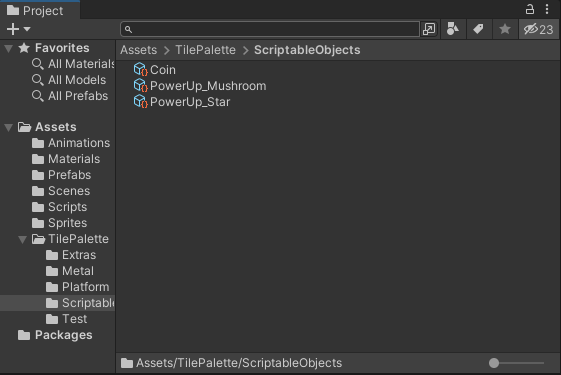 Project
23
Favorites
All Materials
All Models
All Prefabs
Assets
Animations
Materials
Prefabs
Scenes
Scripts
Sprites
TilePalette
Extras
Metal
Platform
Scriptable
Test
Packages
Assets > TilePalette > ScriptableObjects
Coin
PowerUp_Mushroom
PowerUp_Star
Assets/TilePalette/ScriptableObjects